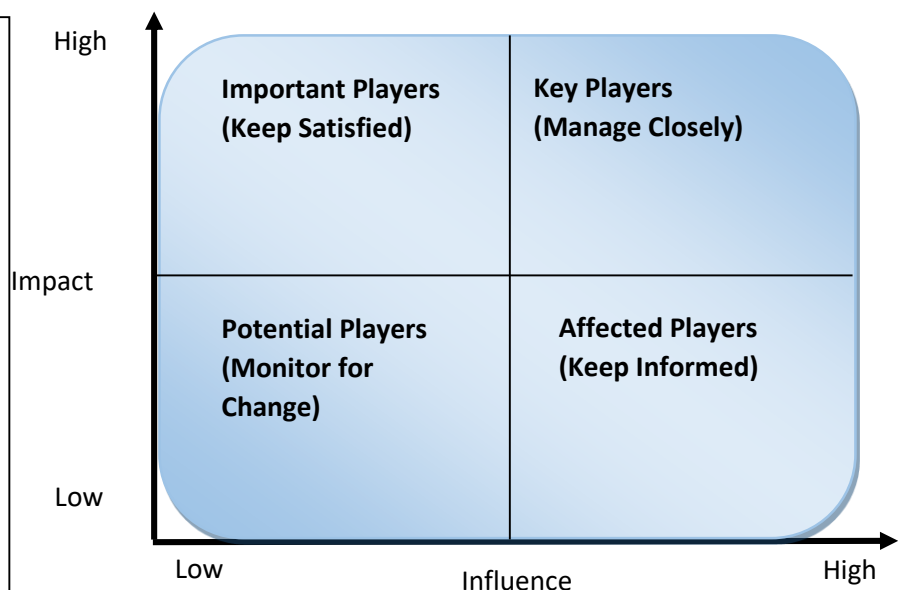 High
Important Players
(Keep Satisfied)
Key Players
(Manage Closely)
Impact
Potential Players
(Monitor for
Change)
Affected Players
(Keep Informed)
Low
Low
Influence
High